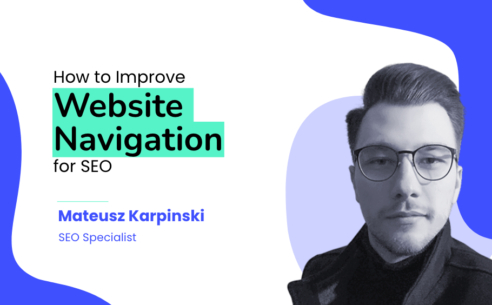 How to Improve
Website
Navigation
for SEO
Mateusz Karpinski
SEO Specialist